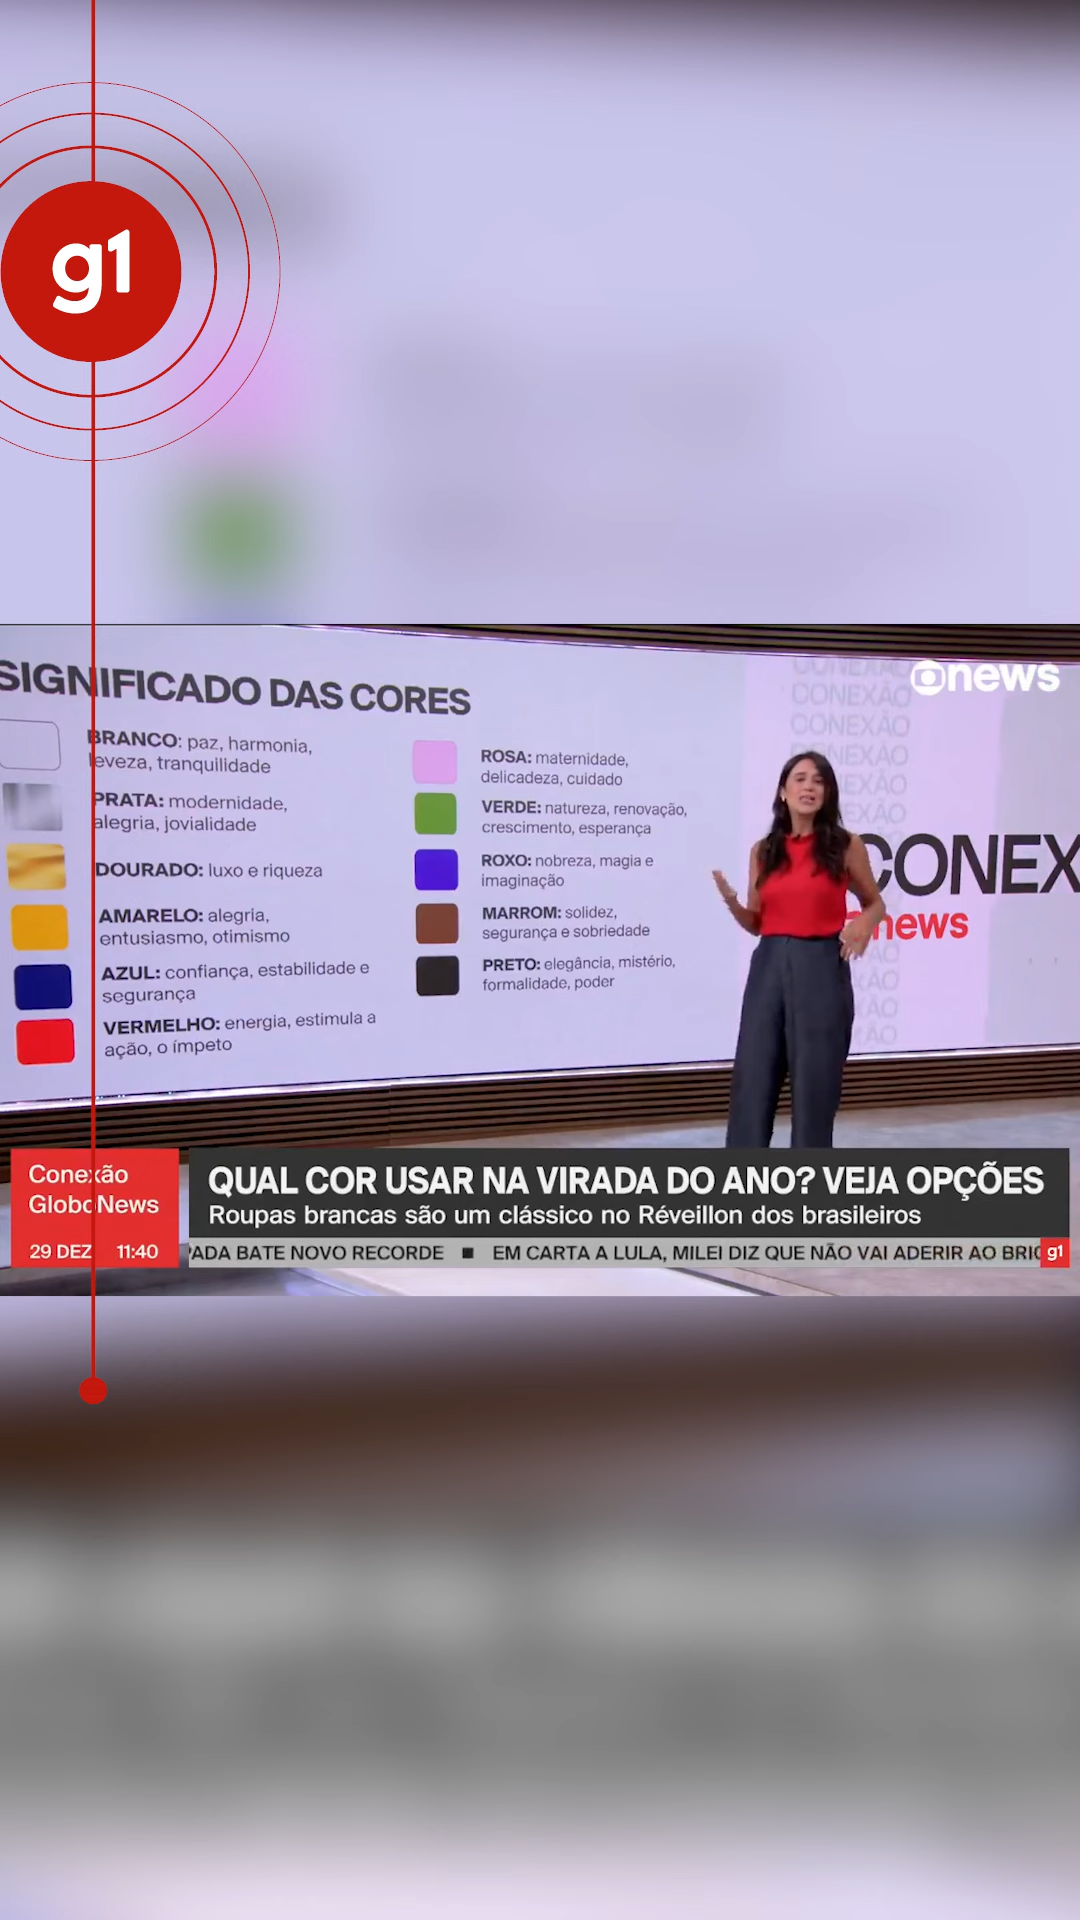 g1
SIGNIFICADO DAS CORES
BRANCO: paz, harmonia,
leveza, tranquilidade
PRATA: modernidade,
alegria, jovialidade
DOURADO: luxo e riqueza
AMARELO: alegria,
entusiasmo, otimismo
AZUL: confiança, estabilidade e
segurança
VERMELHO: energia, estimula a
ação, o ímpeto
ROSA: maternidade,
delicadeza, cuidado
VERDE: natureza, renovação,
crescimento, esperança
ROXO: nobreza, magia e
imaginação
MARROM: solidez,
segurança e sobriedade
PRETO: elegância, mistério,
formalidade, poder
news
CONEXÃO
CONEXÃO
CONEXÃO
CONEX
news
Conexão
GloboNews
29 DEZ 11:40
QUAL COR USAR NA VIRADA DO ANO? VEJA OPÇÕES
Roupas brancas são um clássico no Réveillon dos brasileiros
BATE NOVO RECORDE ■ EM CARTA A LULA, MILEI DIZ QUE NÃO VAI ADERIR AO
g1